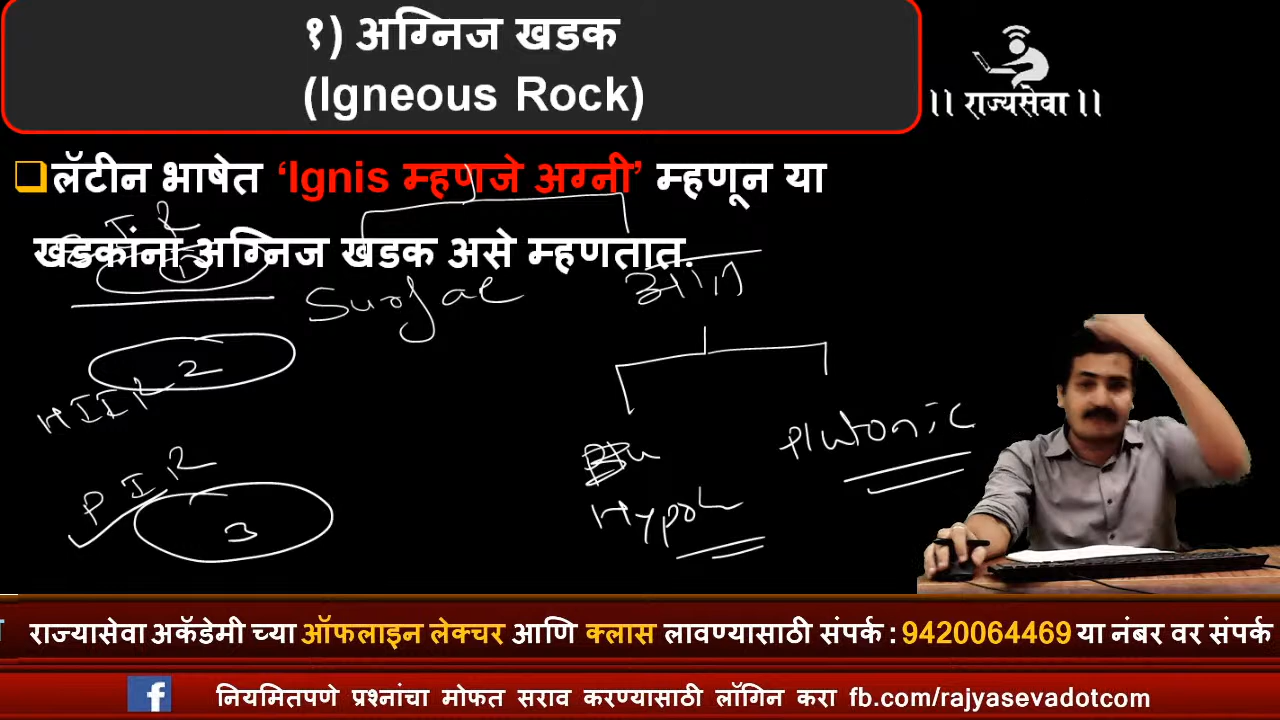 १) अग्निज खडक
(Igneous Rock)
|| राज्यसेवा ||
लॅटीन भाषेत ‘Ignis म्हणजे अग्नी’ म्हणून या
खडकांना अग्निज खडक असे म्हणतात.
2
HIIR
PIR
3
Plutonic
राज्यासेवा अकॅडेमी च्या ऑफलाइन लेक्चर आणि क्लास लावण्यासाठी संपर्क : 9420064469 या नंबर वर संपर्क
f नियमितपणे प्रश्नांचा मोफत सराव करण्यासाठी लॉगिन करा fb.com/rajyasevadotcom